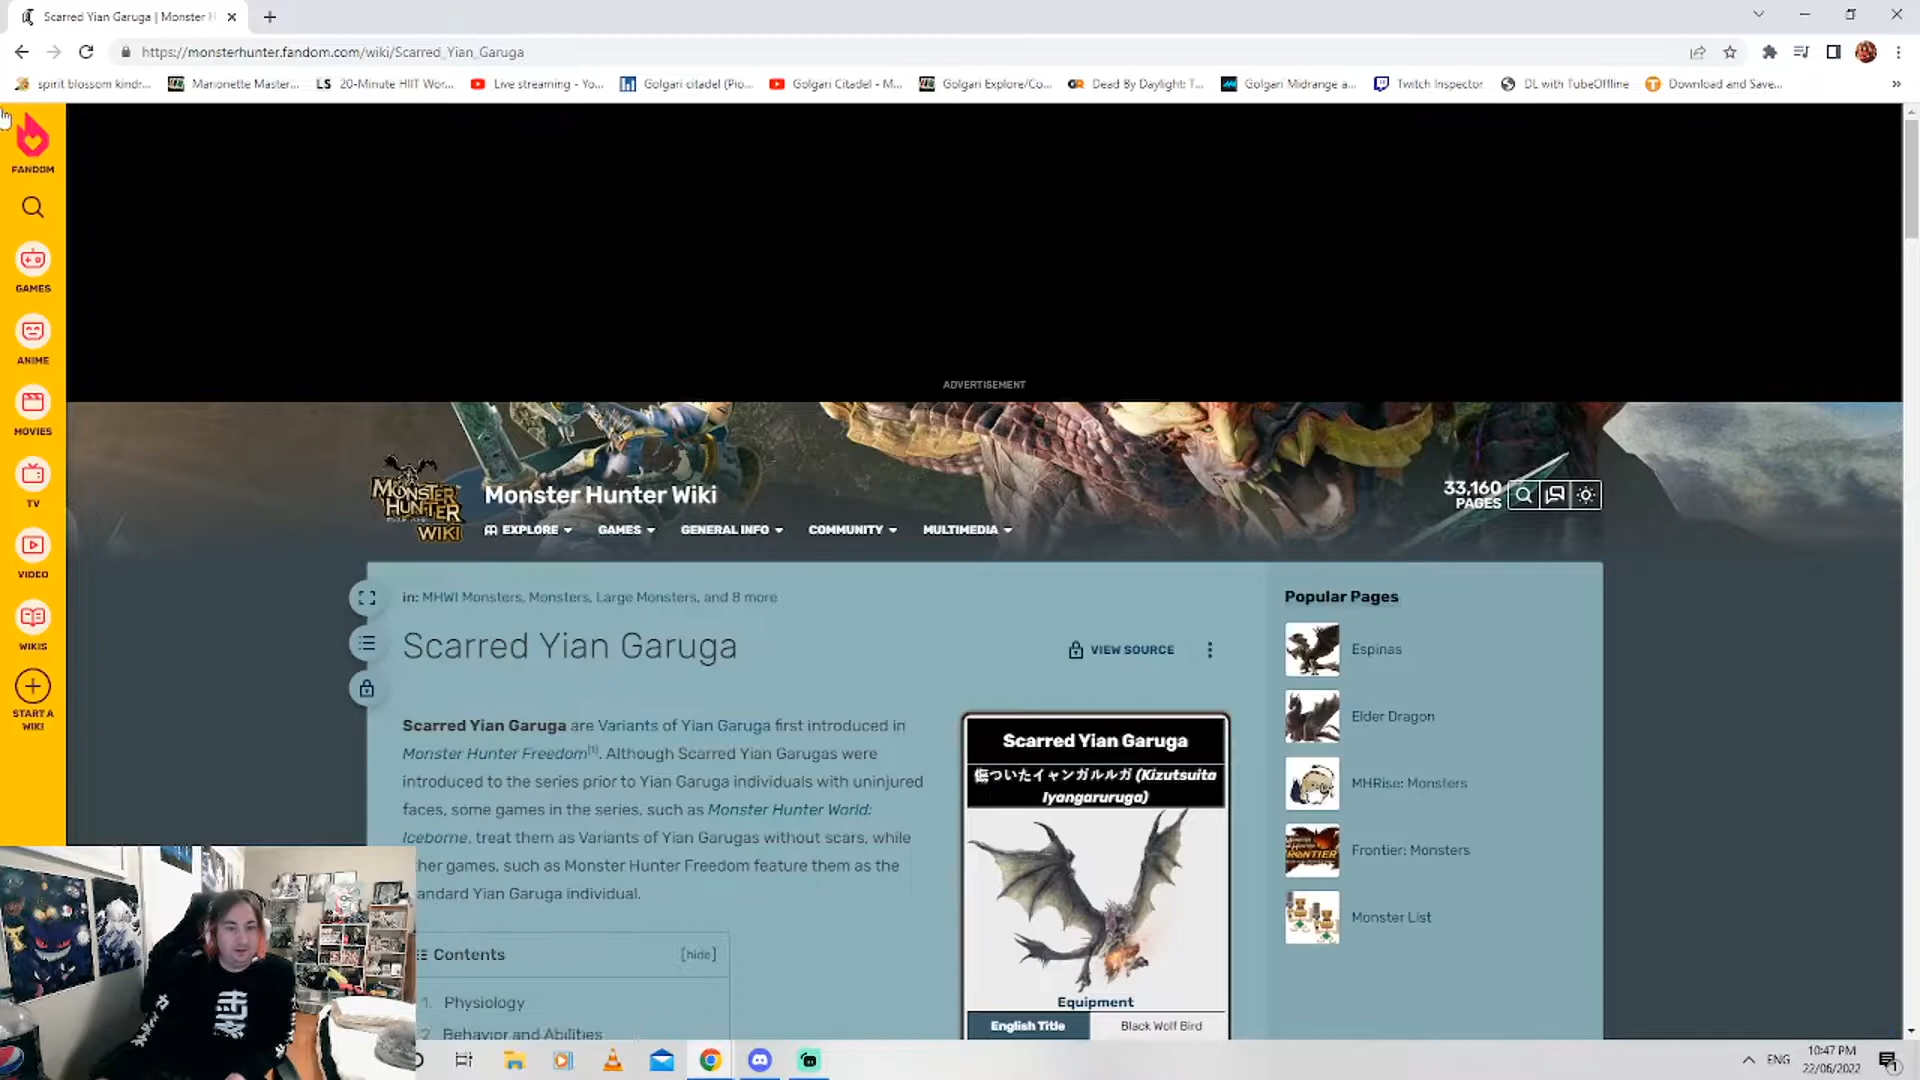 Scarred Yian Garuga | Monster H
https://monsterhunter.fandom.com/wiki/Scarred_Yian_Garuga
spirit blossom kindr...
Marionette Master...
LS 20-Minute HIIT Wor...
Live streaming - Yo...
Golgari citadel (Pio...
Golgari Citadel - M...
Golgari Explore/Co...
Dead By Daylight: T...
Golgari Midrange a...
Twitch Inspector
DL with TubeOffline
Download and Save...
FANDOM
GAMES
ANIME
MOVIES
TV
VIDEO
WIKIS
START A
WIKI
ADVERTISEMENT
MONSTER
HUNTER
WIKI
Monster Hunter Wiki
33,160
PAGES
EXPLORE
GAMES
GENERAL INFO
COMMUNITY
MULTIMEDIA
in: MHWI Monsters, Monsters, Large Monsters, and 8 more
Scarred Yian Garuga
VIEW SOURCE
Scarred Yian Garuga are Variants of Yian Garuga first introduced in
Monster Hunter Freedom[1]. Although Scarred Yian Garugas were
introduced to the series prior to Yian Garuga individuals with uninjured
faces, some games in the series, such as Monster Hunter World:
Iceborne, treat them as Variants of Yian Garugas without scars, while
her games, such as Monster Hunter Freedom feature them as the
andard Yian Garuga individual.
Contents [hide]
1. Physiology
2 Behavior and Abilities
Scarred Yian Garuga
傷ついたイャンガルルガ (Kizutsuita
Iyangaruruga)
Equipment
English Title Black Wolf Bird
Popular Pages
Espinas
Elder Dragon
MHRise: Monsters
Frontier: Monsters
Monster List
ENG
10:47 PM
22/06/2022